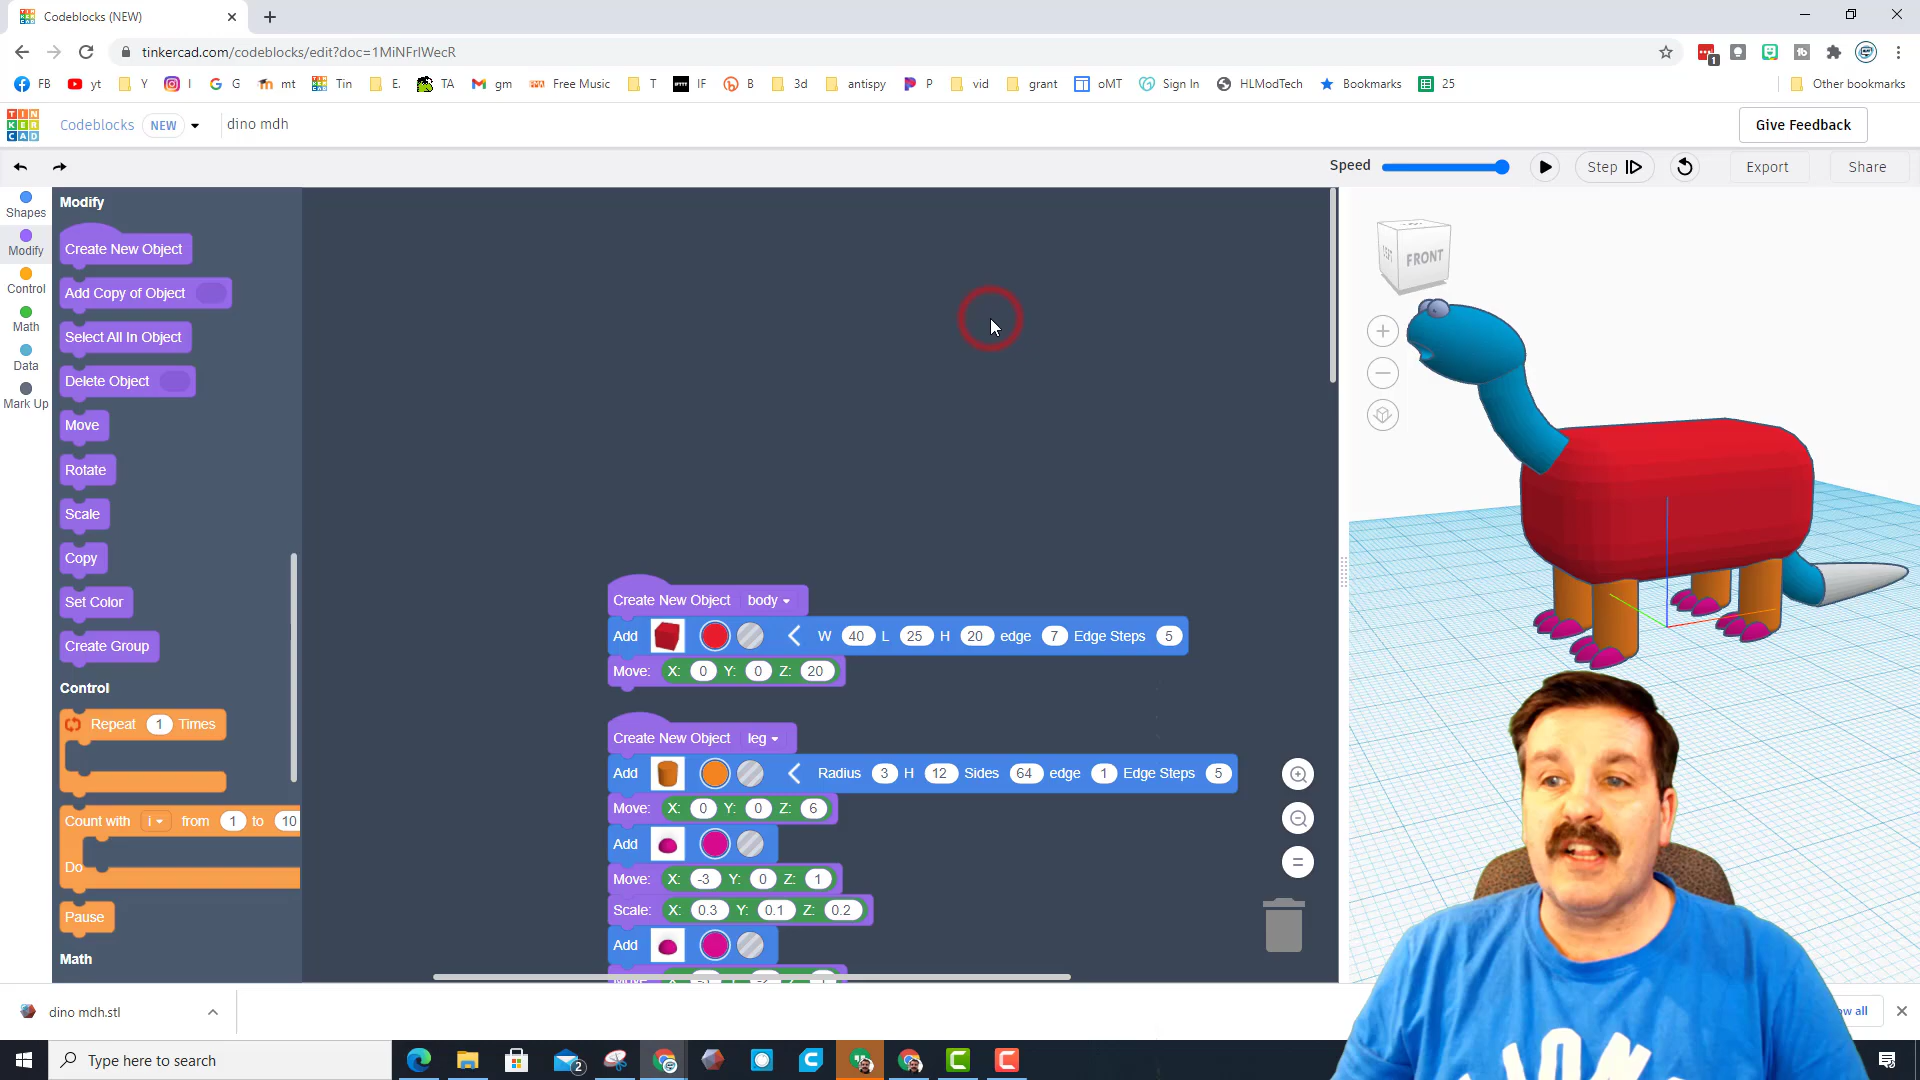 Codeblocks (NEW)
tinkercad.com/codeblocks/edit?doc=1MiNFrIWecR
1
FB yt Y I G mt Tin E. TA gm Free Music T IF B 3d antispy P vid grant oMT Sign In HLModTech Bookmarks 25 Other bookmarks
TIN
KER
CAD
Codeblocks NEW dino mdh Give Feedback
Speed Step Export Share
Shapes
Modify
Control
Math
Data
Mark Up
Modify
Create New Object
Add Copy of Object
Select All In Object
Delete Object
Move
Rotate
Scale
Copy
Set Color
Create Group
Control
Repeat 1 Times
Count with i from 1 to 10
Do
Pause
Math
Create New Object body
Add W 40 L 25 H 20 edge 7 Edge Steps 5
Move: X: 0 Y: 0 Z: 20
Create New Object leg
Add Radius 3 H 12 Sides 64 edge 1 Edge Steps 5
Move: X: 0 Y: 0 Z: 6
Add
Move: X: -3 Y: 0 Z: 1
Scale: X: 0.3 Y: 0.1 Z: 0.2
Add
FRONT
dino mdh.stl
Type here to search
2